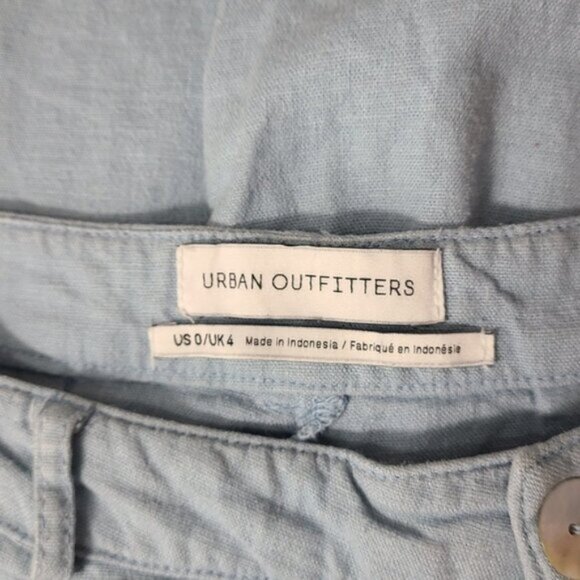 URBAN OUTFITTERS
US 0/UK 4 Made in Indonesia / Fabriqué en Indonésie